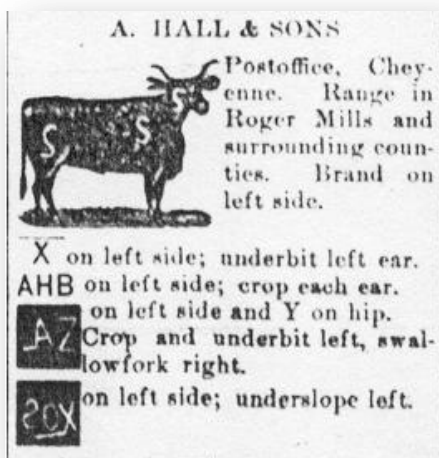 A. HALL & SONS
Postoffice, Chey-
enne. Range in
Roger Mills and
surrounding coun-
ties. Brand on
left side.
S S S
X on left side; underbit left ear.
AHB on left side; crop each ear.
on left side and Y on hip.
AZ Crop and underbit left, swal-
lowfork right.
SOX on left side; underslope left.